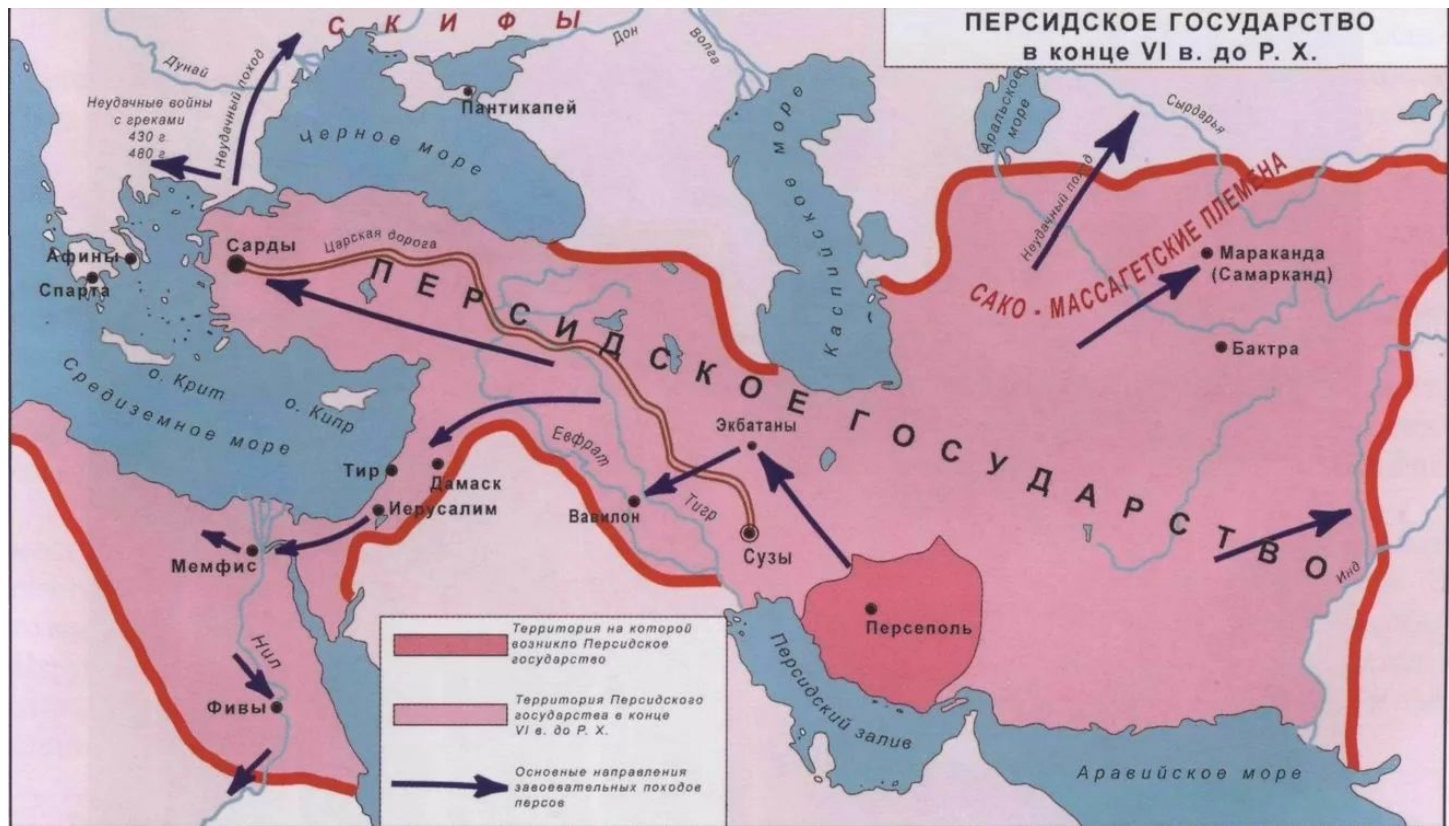 ПЕРСИДСКОЕ ГОСУДАРСТВО
в конце VI в. до Р. Х.
СКИФЫ
Дунай
Дон
Волга
Неудачные войны
с греками
430 г.
480 г.
Неудачный поход
Пантикапей
Черное море
Каспийское море
Аральское
море
Сырдарья
Неудачный поход
САКО - МАССАГЕТСКИЕ ПЛЕМЕНА
Мараканда
(Самарканд)
Бактра
Афины
Спарта
Сарды
Царская дорога
ПЕРСИДСКОЕ ГОСУДАРСТВО
о. Крит
о. Кипр
Средиземное море
Тир
Дамаск
Иерусалим
Мемфис
Евфрат
Тигр
Экбатаны
Вавилон
Сузы
Персеполь
Инд
Нил
Фивы
Персидский залив
Аравийское море
Территория на которой
возникло Персидское
государство
Территория Персидского
государства в конце
VI в. до Р. Х.
Основные направления
завоевательных походов
персов